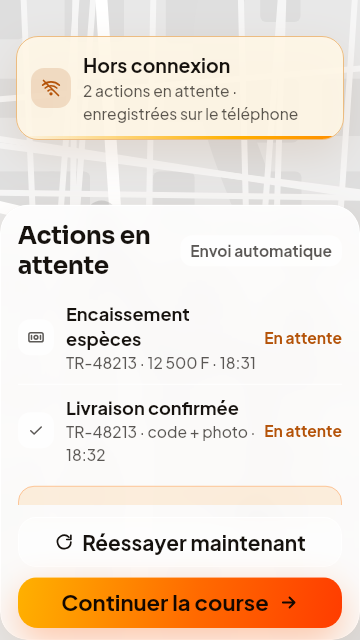 Hors connexion
2 actions en attente ·
enregistrées sur le téléphone
Actions en
attente
Envoi automatique
Encaissement
espèces
TR-48213 · 12 500 F · 18:31
En attente
Livraison confirmée
TR-48213 · code + photo ·
18:32
En attente
Réessayer maintenant
Continuer la course →